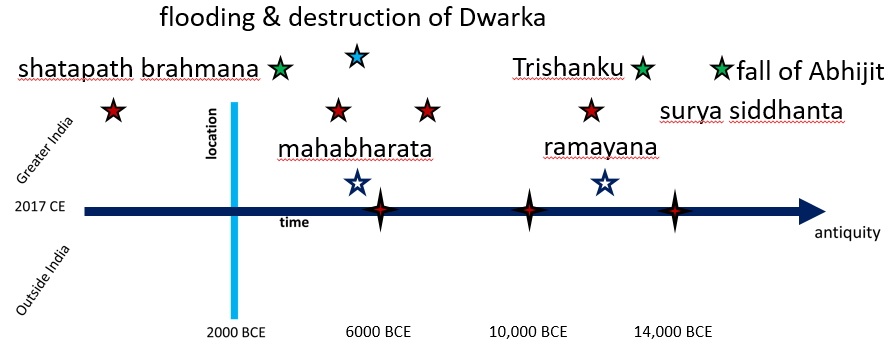 flooding & destruction of Dwarka
shatapath brahmana
Trishanku
fall of Abhijit
surya siddhanta
Greater India
location
mahabharata
ramayana
2017 CE
time
antiquity
Outside India
2000 BCE
6000 BCE
10,000 BCE
14,000 BCE